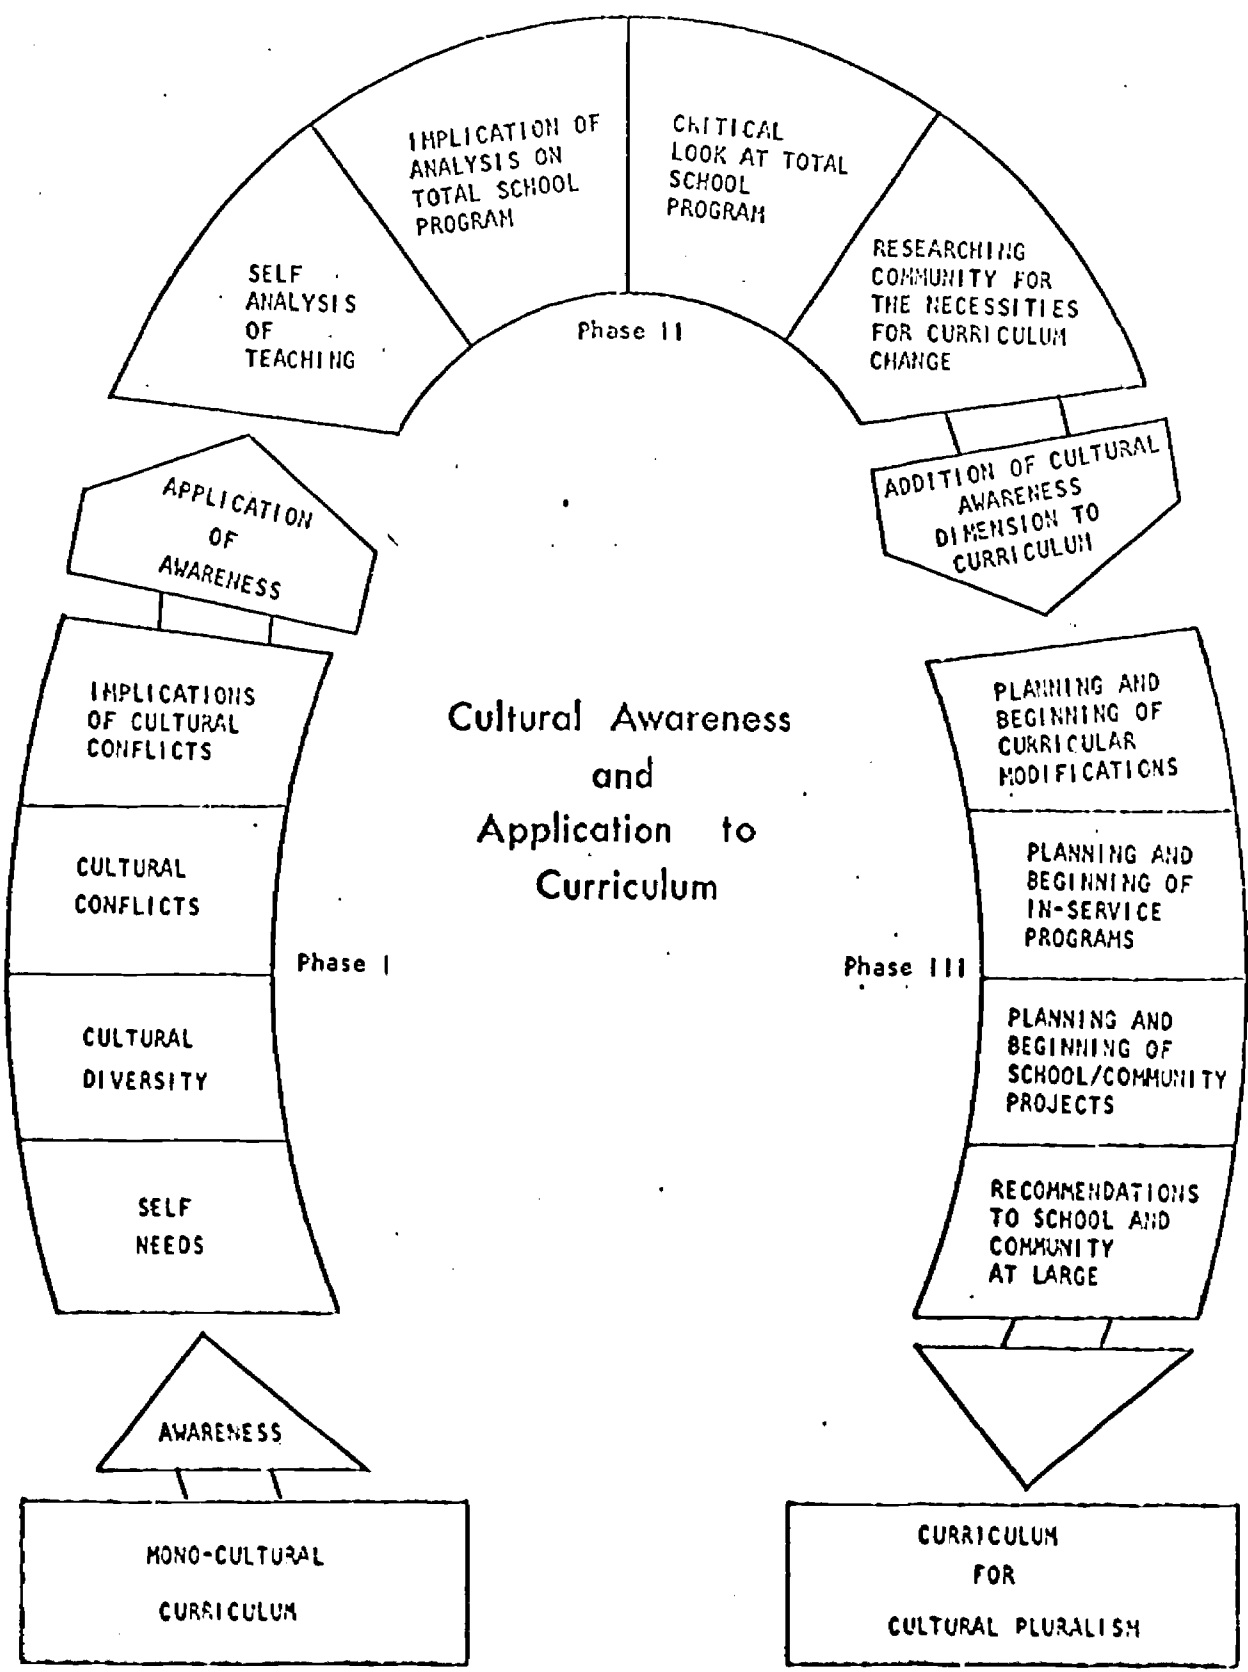 IMPLICATION OF
ANALYSIS ON
TOTAL SCHOOL
PROGRAM
CRITICAL
LOOK AT TOTAL
SCHOOL
PROGRAM
SELF
ANALYSIS
OF
TEACHING
RESEARCHING
COMMUNITY FOR
THE NECESSITIES
FOR CURRICULUM
CHANGE
Phase II
APPLICATION
OF
AWARENESS
ADDITION OF CULTURAL
AWARENESS
DIMENSION TO
CURRICULUM
IMPLICATIONS
OF CULTURAL
CONFLICTS
CULTURAL
CONFLICTS
CULTURAL
DIVERSITY
SELF
NEEDS
Phase I
Cultural Awareness
and
Application to
Curriculum
Phase III
PLANNING AND
BEGINNING OF
CURRICULAR
MODIFICATIONS
PLANNING AND
BEGINNING OF
IN-SERVICE
PROGRAMS
PLANNING AND
BEGINNING OF
SCHOOL/COMMUNITY
PROJECTS
RECOMMENDATIONS
TO SCHOOL AND
COMMUNITY
AT LARGE
AWARENESS
MONO-CULTURAL
CURRICULUM
CURRICULUM
FOR
CULTURAL PLURALISM